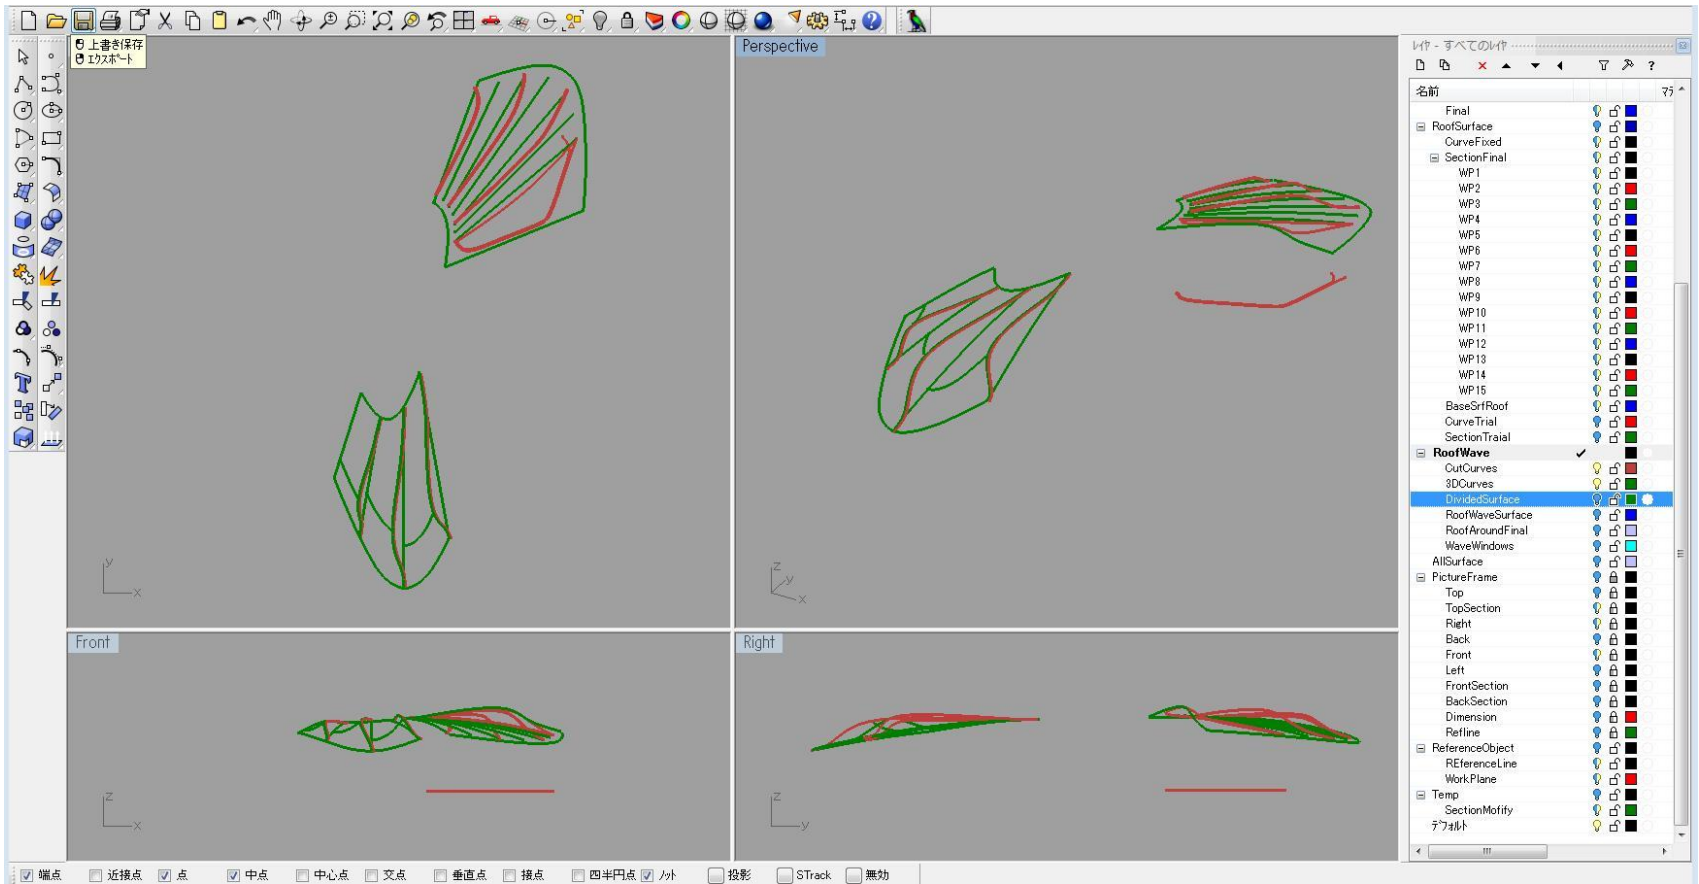 上書き保存
エクスポート
Perspective
y
x
z
y
x
Front
z
x
Right
z
y
レイヤ - すべてのレイヤ
?
名前
マテ
Final
RoofSurface
CurveFixed
SectionFinal
WP1
WP2
WP3
WP4
WP5
WP6
WP7
WP8
WP9
WP10
WP11
WP12
WP13
WP14
WP15
BaseSrfRoof
CurveTrial
SectionTraial
RoofWave
CutCurves
3DCurves
DividedSurface
RoofWaveSurface
RoofAroundFinal
WaveWindows
AllSurface
PictureFrame
Top
TopSection
Right
Back
Front
Left
FrontSection
BackSection
Dimension
Refline
ReferenceObject
REferenceLine
WorkPlane
Temp
SectionMofify
デフォルト
端点 近接点 点 中点 中心点 交点 垂直点 接点 四半円点 ノット 投影 STrack 無効